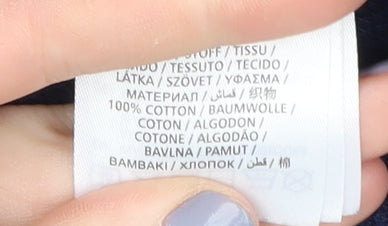 STOFF / TISSU /
TESSUTO / TECIDO /
LÁTKA / SZÖVET / ΥΦΑΣΜΑ /
МАТЕРИАЛ / قماش / 织物
100% COTTON / BAUMWOLLE /
COTON / ALGODON /
COTONE / ALGODÃO /
BAVLNA / PAMUT /
ΒΑΜΒΑΚΙ / ХЛОПОК / قطن / 棉